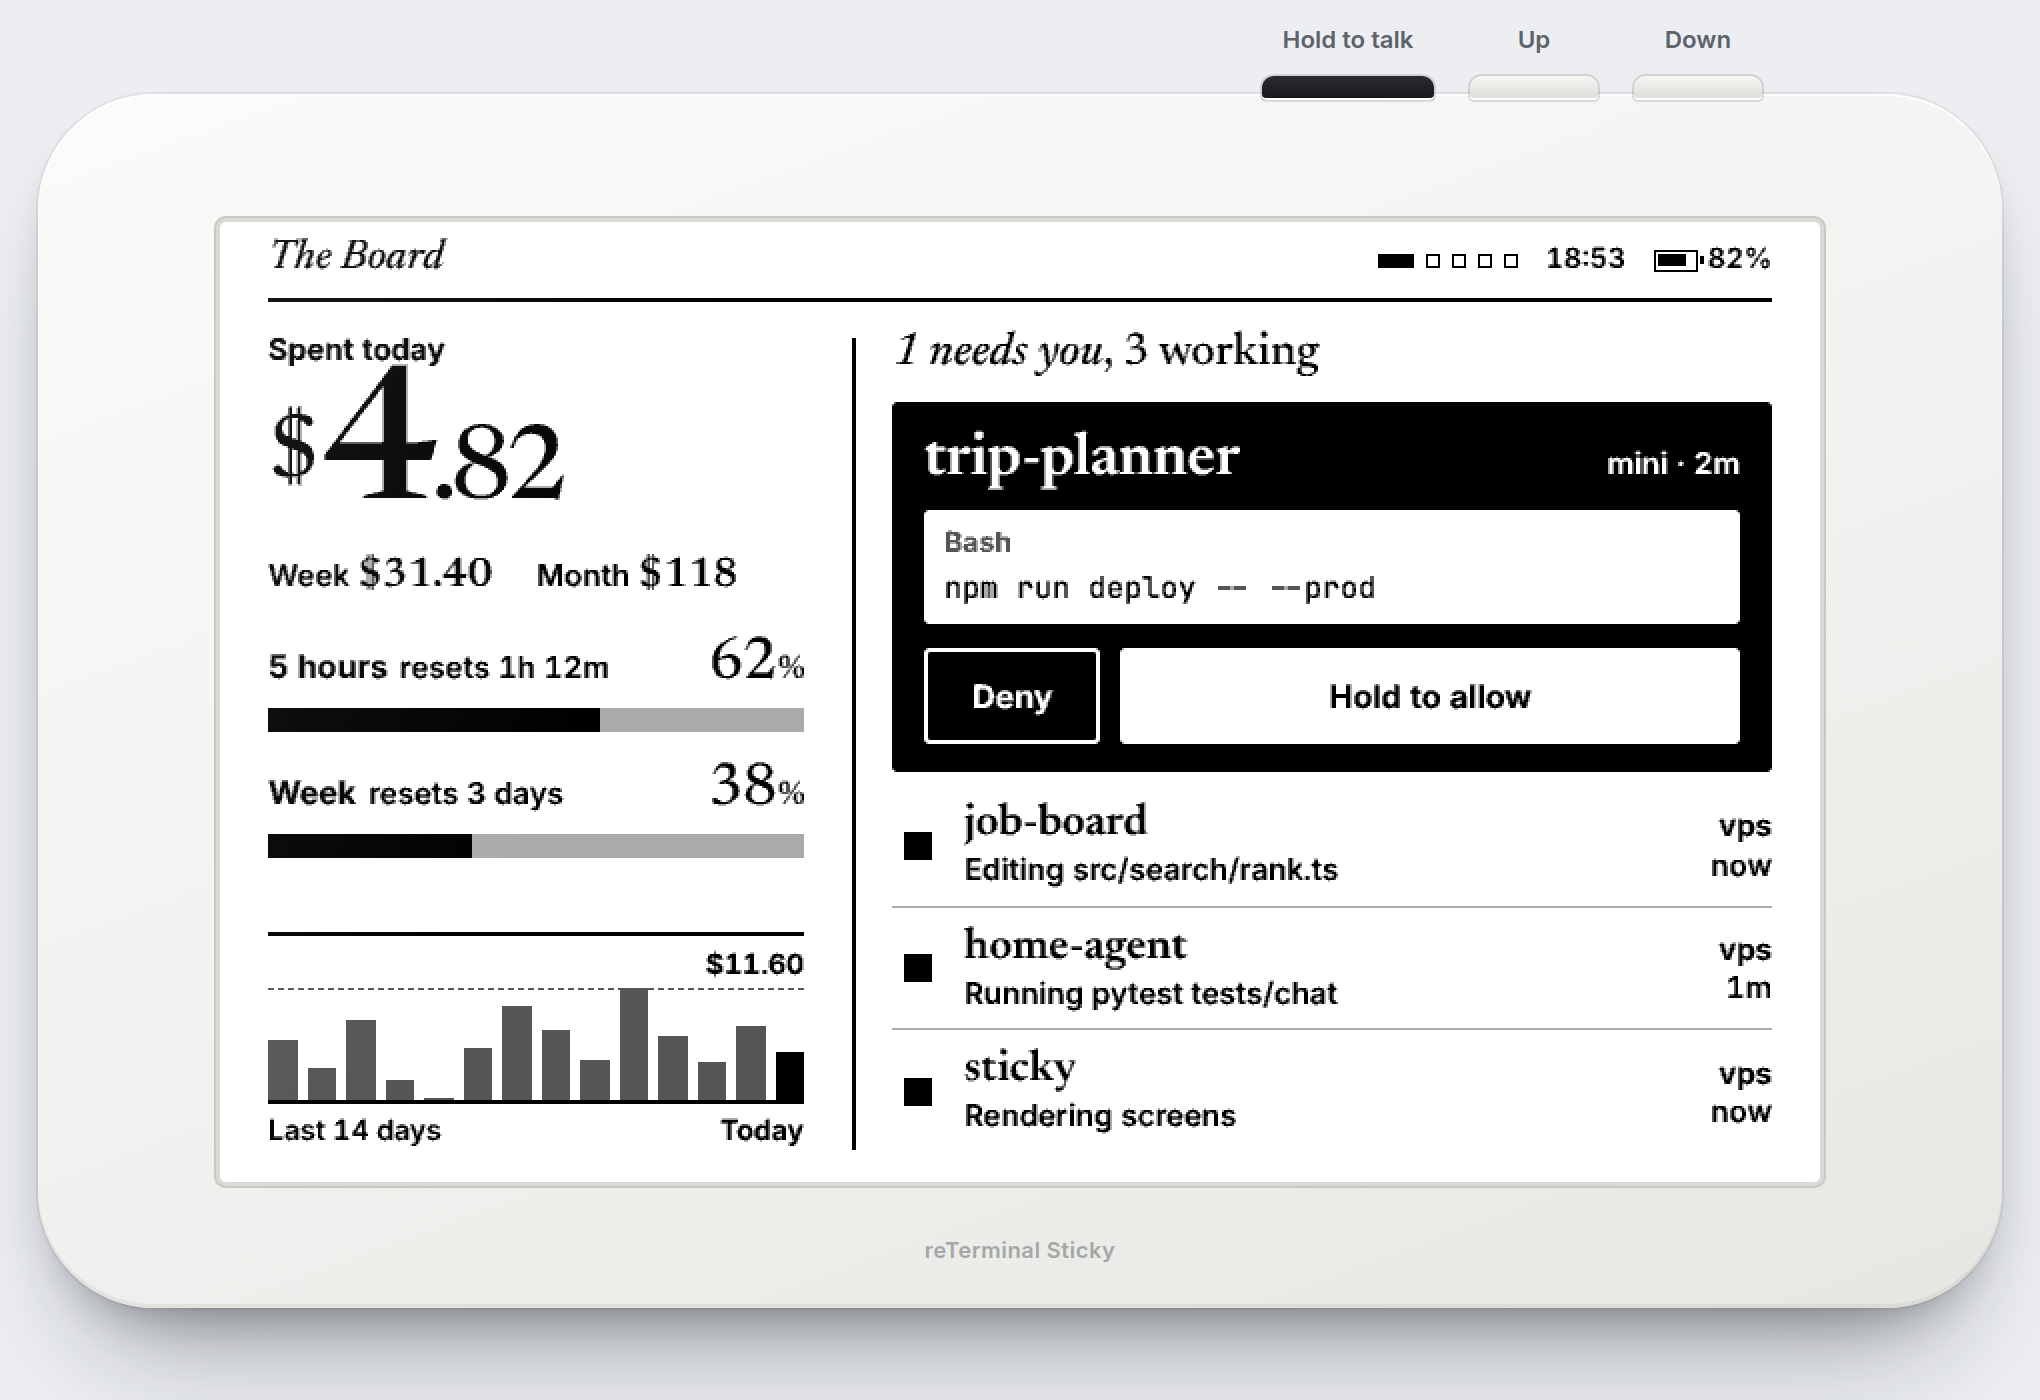 Hold to talk Up Down
The Board
18:53 82%
Spent today
$4.82
Week $31.40 Month $118
5 hours resets 1h 12m 62%
Week resets 3 days 38%
$11.60
Last 14 days Today
1 needs you, 3 working
trip-planner mini · 2m
Bash
npm run deploy -- --prod
Deny Hold to allow
job-board vps
Editing src/search/rank.ts now
home-agent vps
Running pytest tests/chat 1m
sticky vps
Rendering screens now
reTerminal Sticky